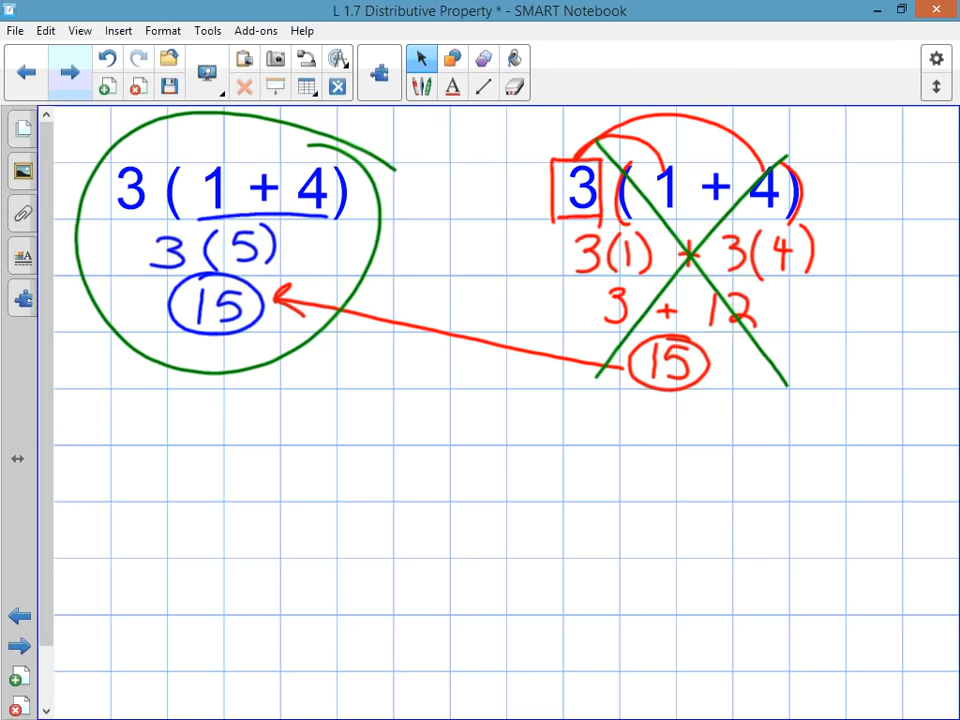 L 1.7 Distributive Property * - SMART Notebook
File Edit View Insert Format Tools Add-ons Help
3 ( 1 + 4 )
3 ( 5 )
15
3 ( 1 + 4 )
3(1) + 3(4)
3 + 12
15